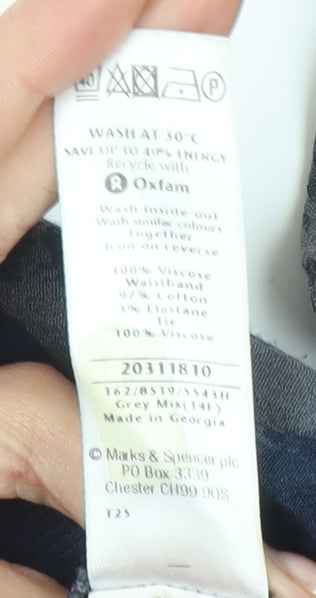 40
P
WASH AT 30°C
SAVE UP TO 40% ENERGY
Recycle with
Oxfam
Wash inside out
Wash similar colours
Together
Iron on reverse
100% Viscose
Waistband
97% Cotton
3% Elastane
Tie
100% Viscose
20311810
T62/8519/5543H
Grey Mix(14F)
Made in Georgia
© Marks & Spencer plc
PO Box 3339
Chester CH99 9QS
T25